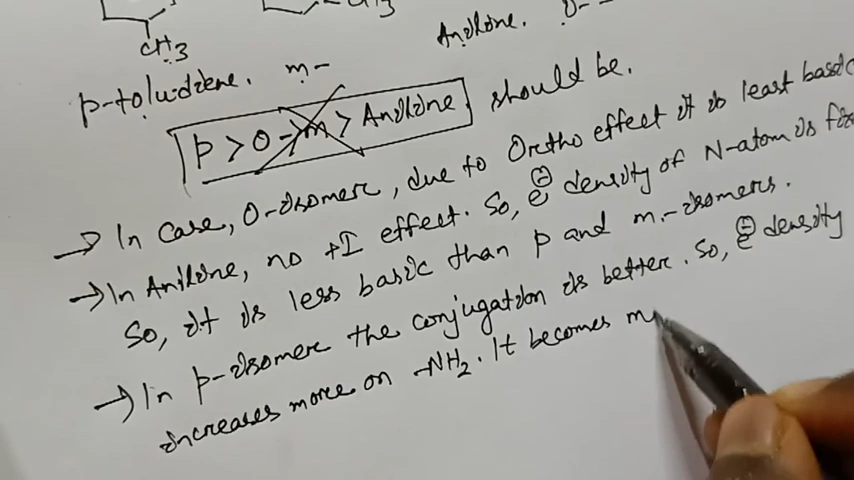 CH3
CH3
p-toluidiene. m- Aniline. O-
p > O - > m > Aniline should be.
→ In case, O-isomer, due to Ortho effect it is least basic
→ In Aniline, no +I effect. So, e⊖ density of N-atom is
So, it is less basic than p and m.-isomers.
→ In p-isomer the conjugation is better. So, e⊖ density
increases more on -NH2. It becomes m